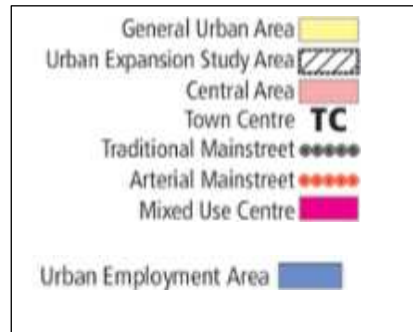 General Urban Area
Urban Expansion Study Area
Central Area
Town Centre TC
Traditional Mainstreet
Arterial Mainstreet
Mixed Use Centre
Urban Employment Area